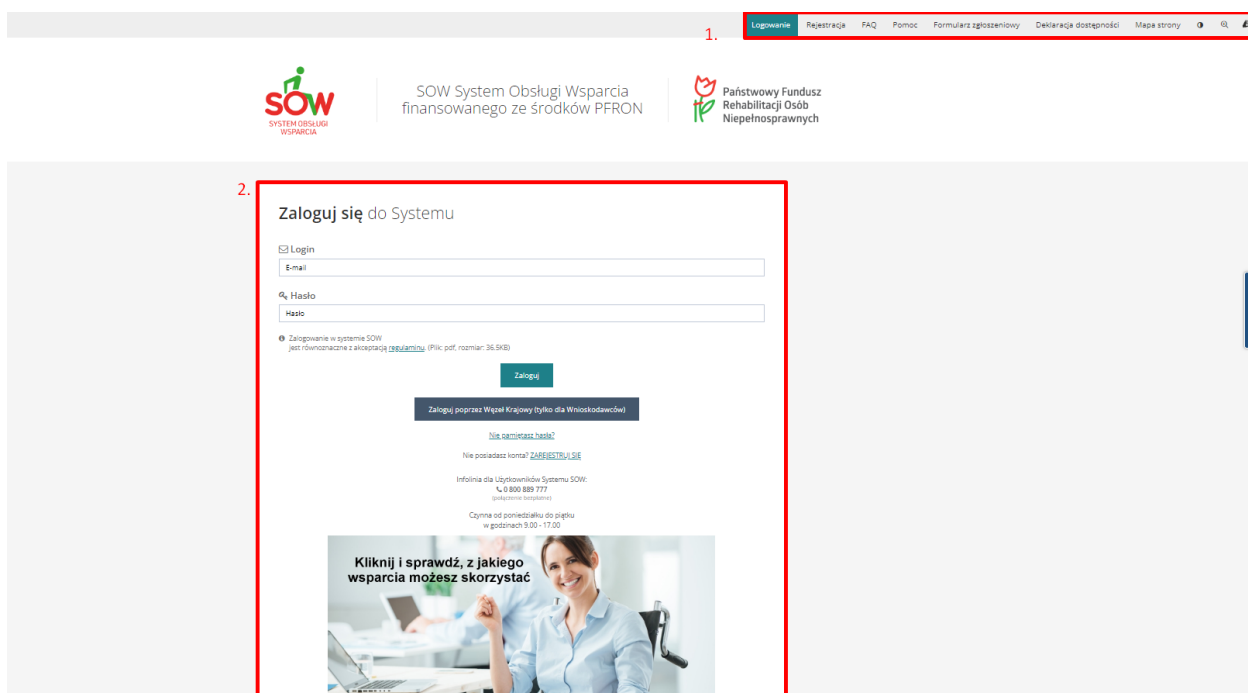 Logowanie Rejestracja FAQ Pomoc Formularz zgłoszeniowy Deklaracja dostępności Mapa strony
1.
SOW
SYSTEM OBSŁUGI
WSPARCIA
SOW System Obsługi Wsparcia
finansowanego ze środków PFRON
Państwowy Fundusz
Rehabilitacji Osób
Niepełnosprawnych
2.
Zaloguj się do Systemu
Login
E-mail
Hasło
Hasło
Zalogowanie w systemie SOW
jest równoznaczne z akceptacją regulaminu. (Plik: pdf, rozmiar: 36.5KB)
Zaloguj
Zaloguj poprzez Węzeł Krajowy (tylko dla Wnioskodawców)
Nie pamiętasz hasła?
Nie posiadasz konta? ZAREJESTRUJ SIĘ
Infolinia dla Użytkowników Systemu SOW:
0 800 889 777
(połączenie bezpłatne)
Czynna od poniedziałku do piątku
w godzinach 9.00 - 17.00
Kliknij i sprawdź, z jakiego
wsparcia możesz skorzystać